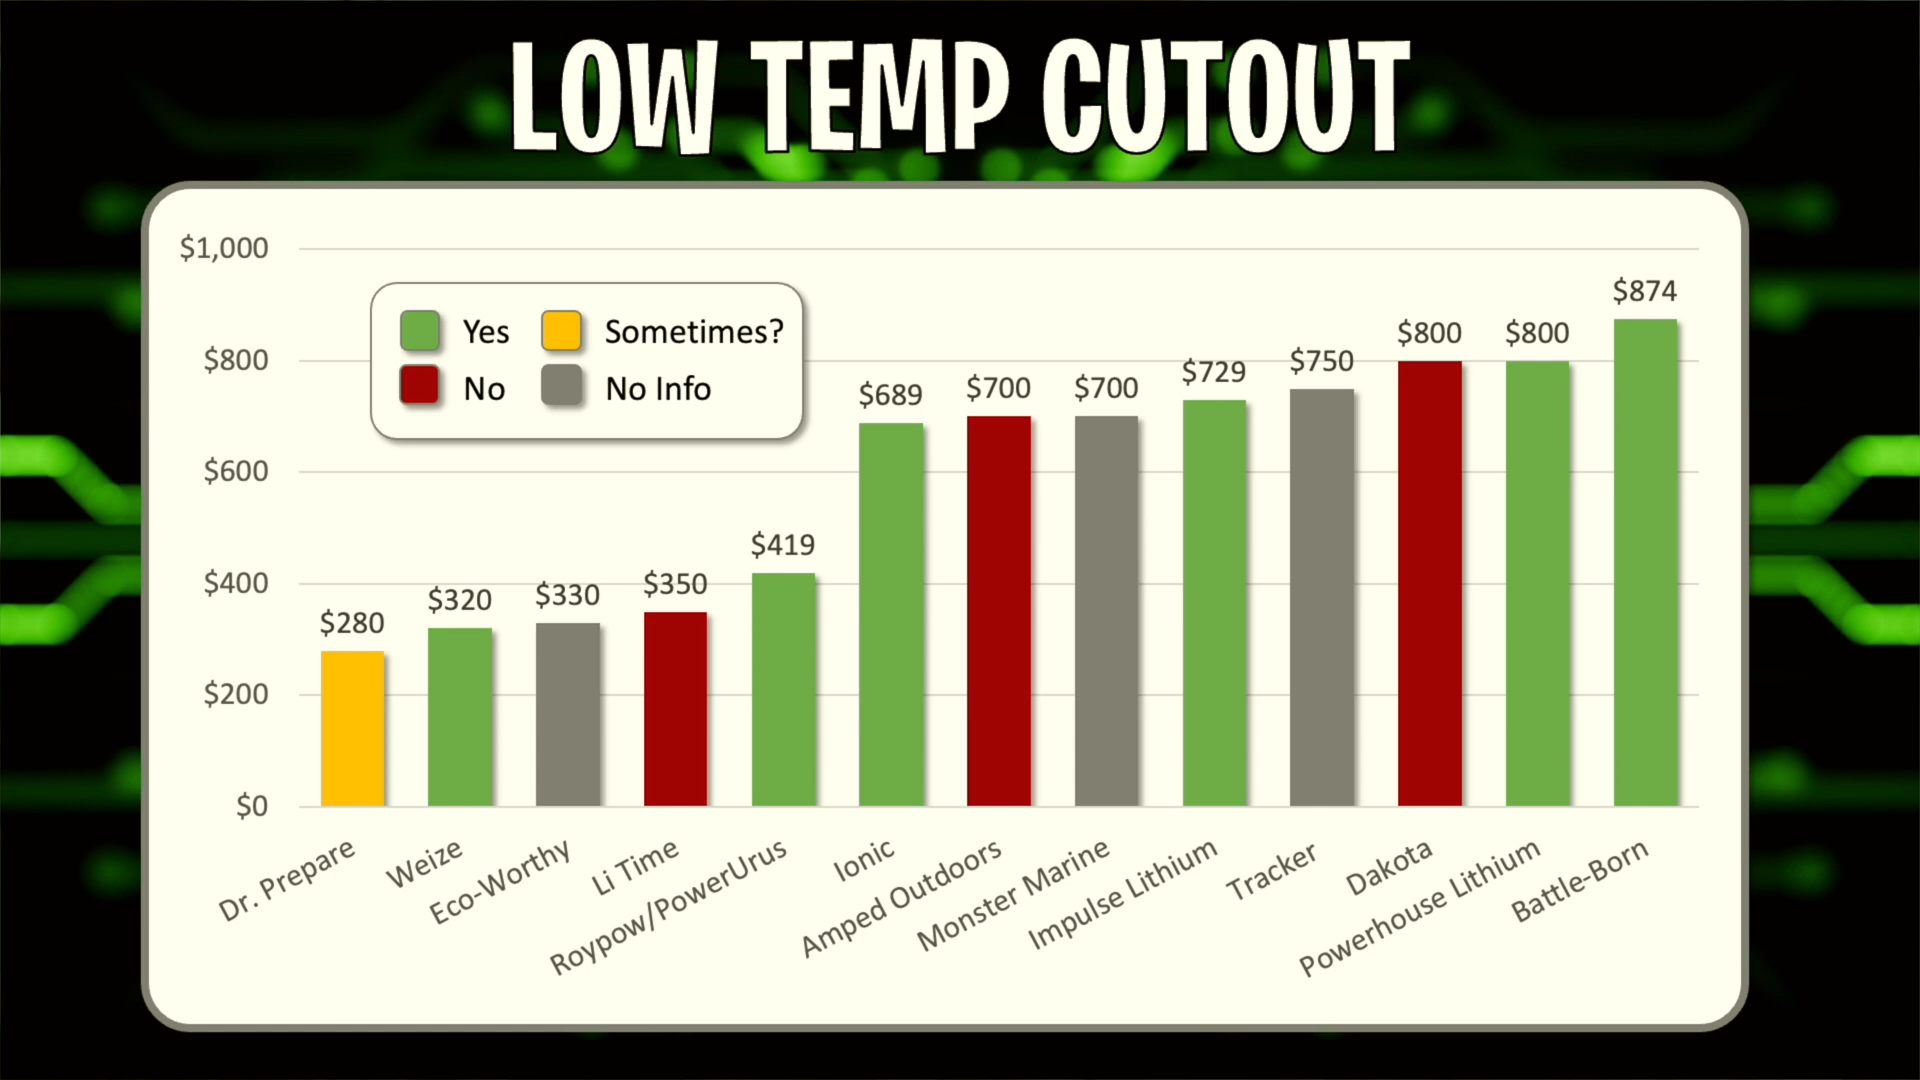 LOW TEMP CUTOUT
$1,000
$800
$600
$400
$200
$0
Yes
Sometimes?
No
No Info
$280
$320
$330
$350
$419
$689
$700
$700
$729
$750
$800
$800
$874
Dr. Prepare
Weize
Eco-Worthy
Li Time
Roypow/PowerUrus
Ionic
Amped Outdoors
Monster Marine
Impulse Lithium
Tracker
Dakota
Powerhouse Lithium
Battle-Born